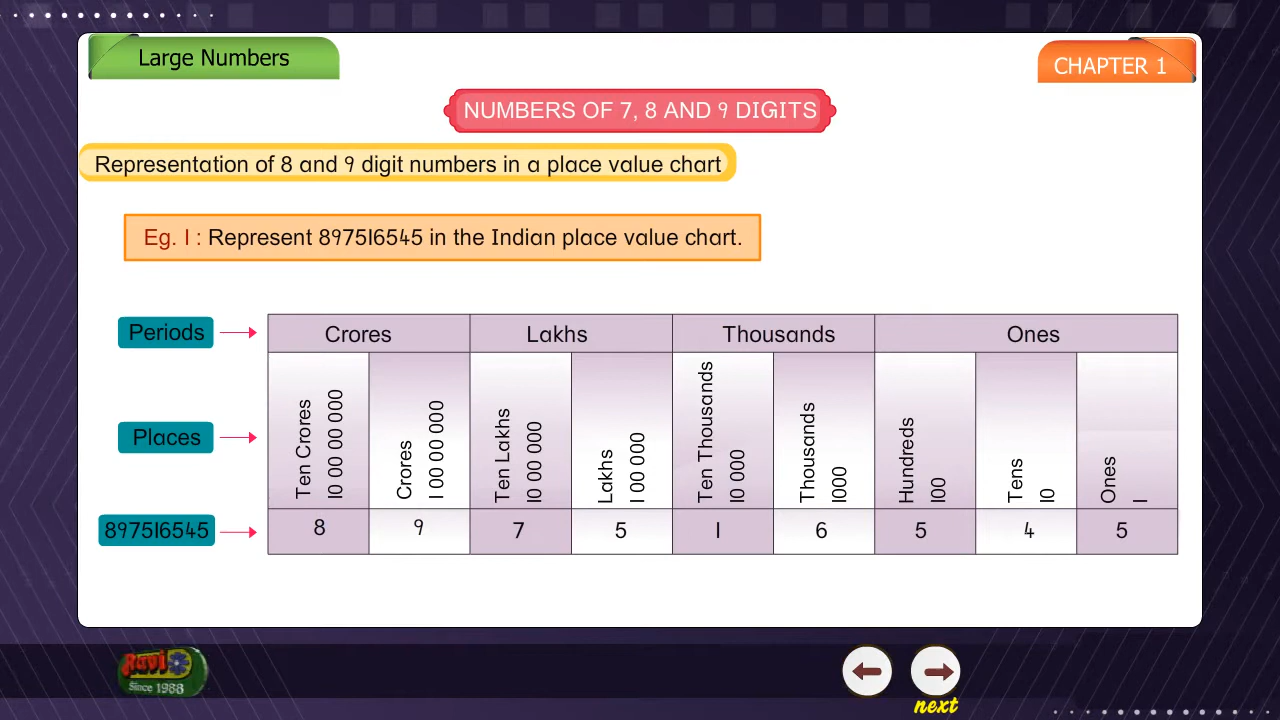 Large Numbers
CHAPTER 1
NUMBERS OF 7, 8 AND 9 DIGITS
Representation of 8 and 9 digit numbers in a place value chart
Eg. 1 : Represent 897516545 in the Indian place value chart.
Periods
Crores Lakhs Thousands Ones
Places
Ten Crores
10 00 00 000
Crores
1 00 00 000
Ten Lakhs
10 00 000
Lakhs
1 00 000
Ten Thousands
10 000
Thousands
1000
Hundreds
100
Tens
10
Ones
1
897516545 8 9 7 5 1 6 5 4 5
Ravi
Since 1988
next